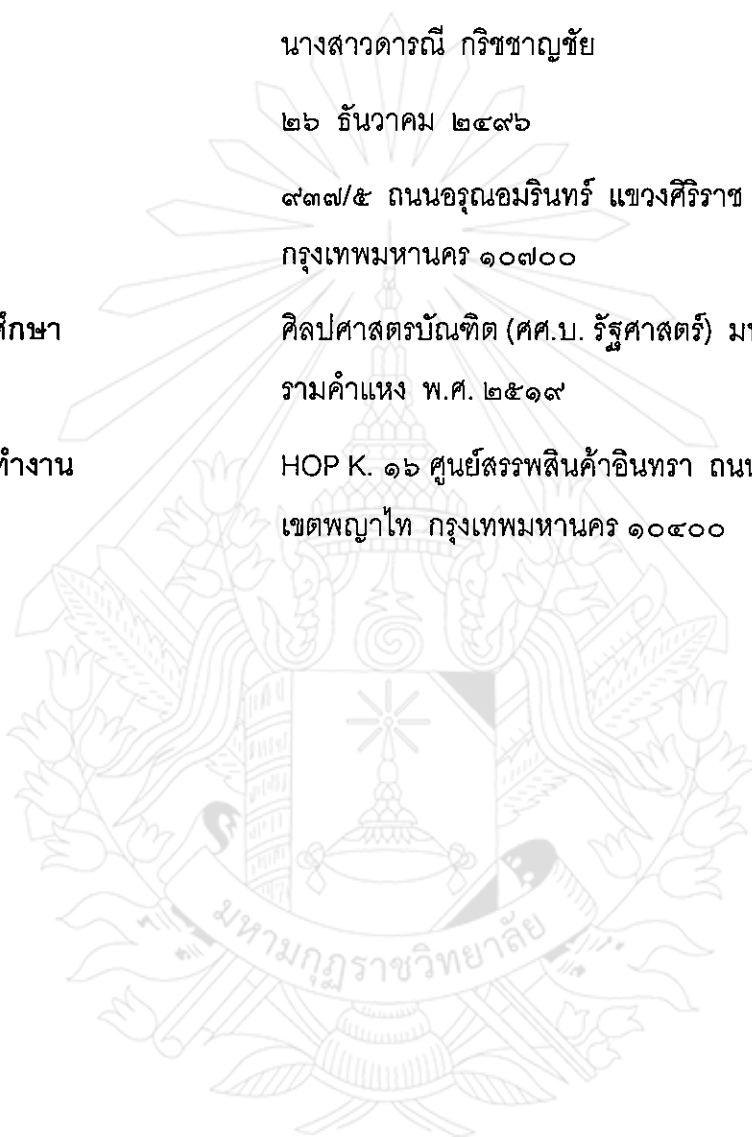 นางสาวดารณี กริชชาญชัย
๒๖ ธันวาคม ๒๔๙๖
๙๓๗/๕ ถนนอรุณอมรินทร์ แขวงศิริราช
กรุงเทพมหานคร ๑๐๗๐๐
ศึกษา ศิลปศาสตรบัณฑิต (ศศ.บ. รัฐศาสตร์)
รามคำแหง พ.ศ. ๒๕๑๙
ทำงาน HOP K. ๑๖ ศูนย์สรรพสินค้าอินทรา ถนน
เขตพญาไท กรุงเทพมหานคร ๑๐๔๐๐
มหามกุฏราชวิทยาลัย